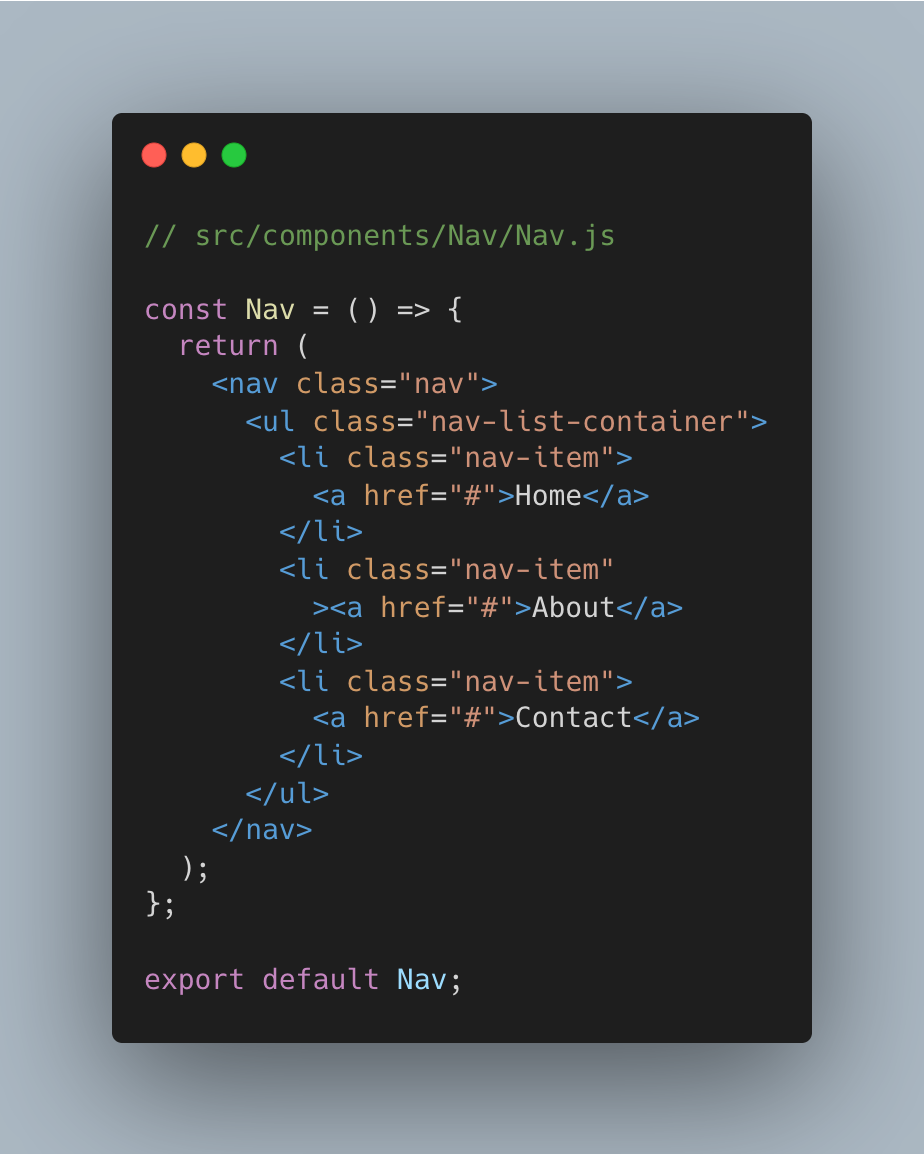 // src/components/Nav/Nav.js

const Nav = () => {
  return (
    <nav class="nav">
      <ul class="nav-list-container">
        <li class="nav-item">
          <a href="#">Home</a>
        </li>
        <li class="nav-item"
          ><a href="#">About</a>
        </li>
        <li class="nav-item">
          <a href="#">Contact</a>
        </li>
      </ul>
    </nav>
  );
};

export default Nav;